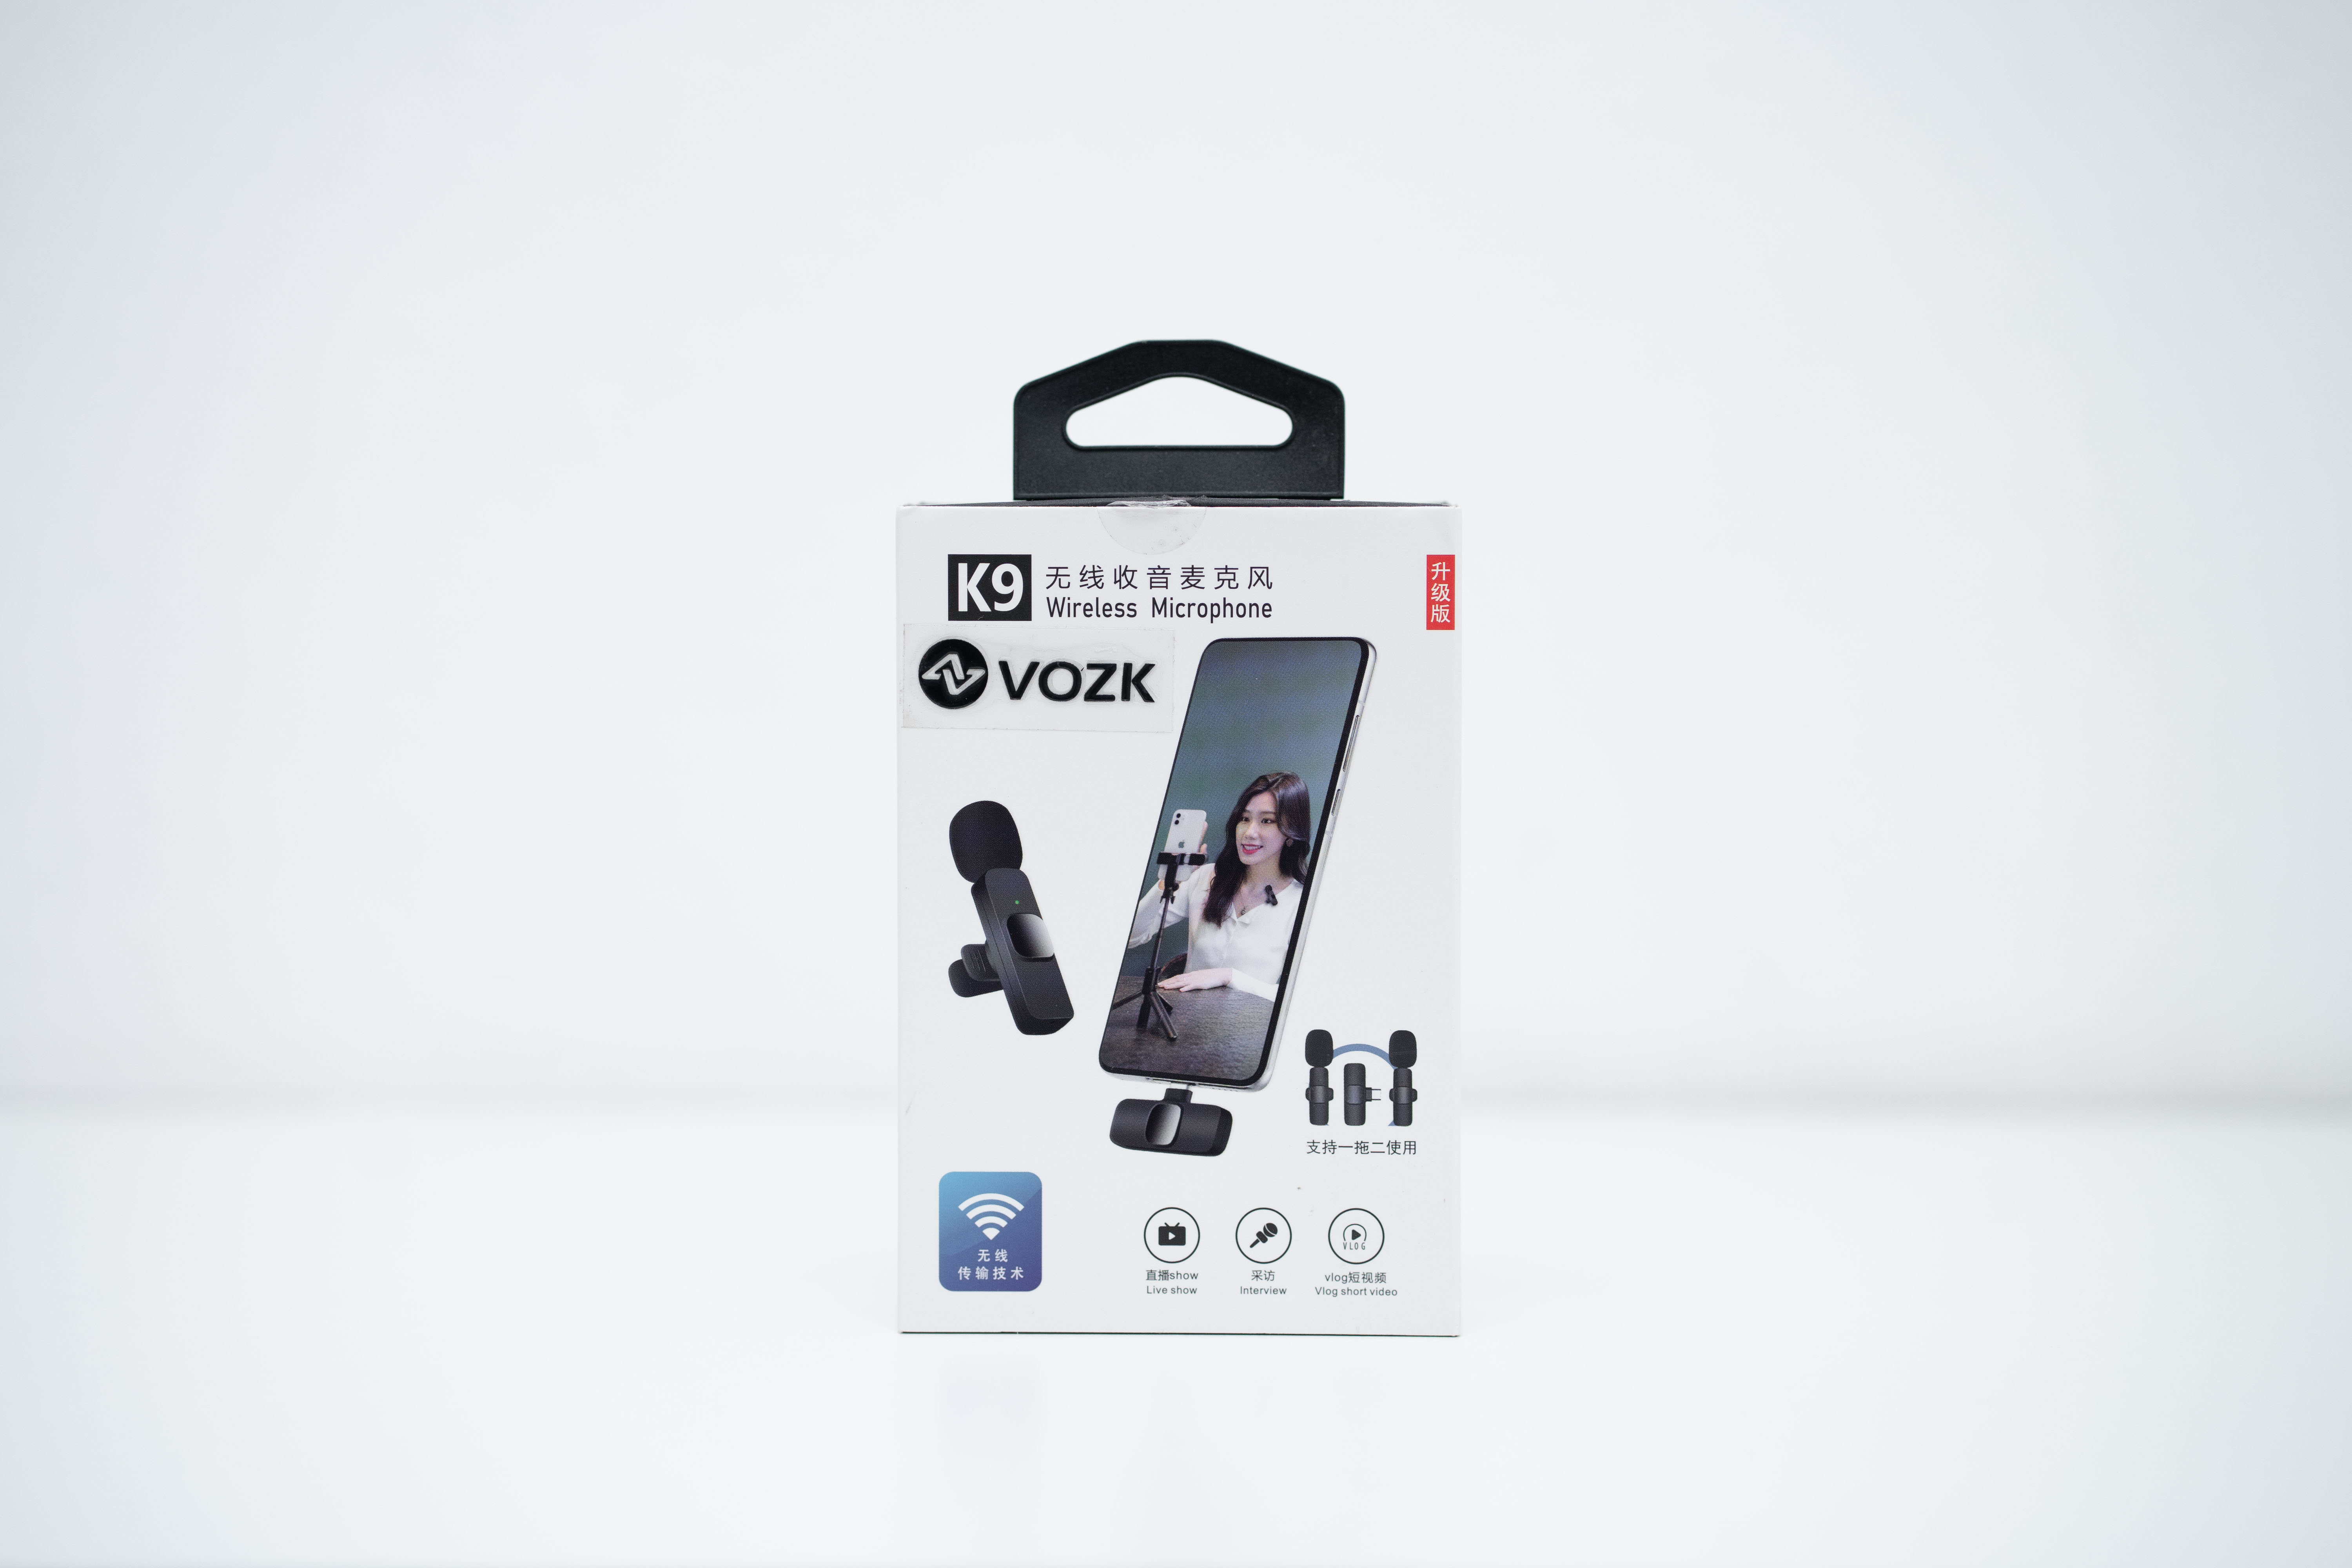 K9
无线收音麦克风
Wireless Microphone
升级版
VOZK
支持一拖二使用
无线
传输技术
直播show
Live show
采访
Interview
VLOG
vlog短视频
Vlog short video